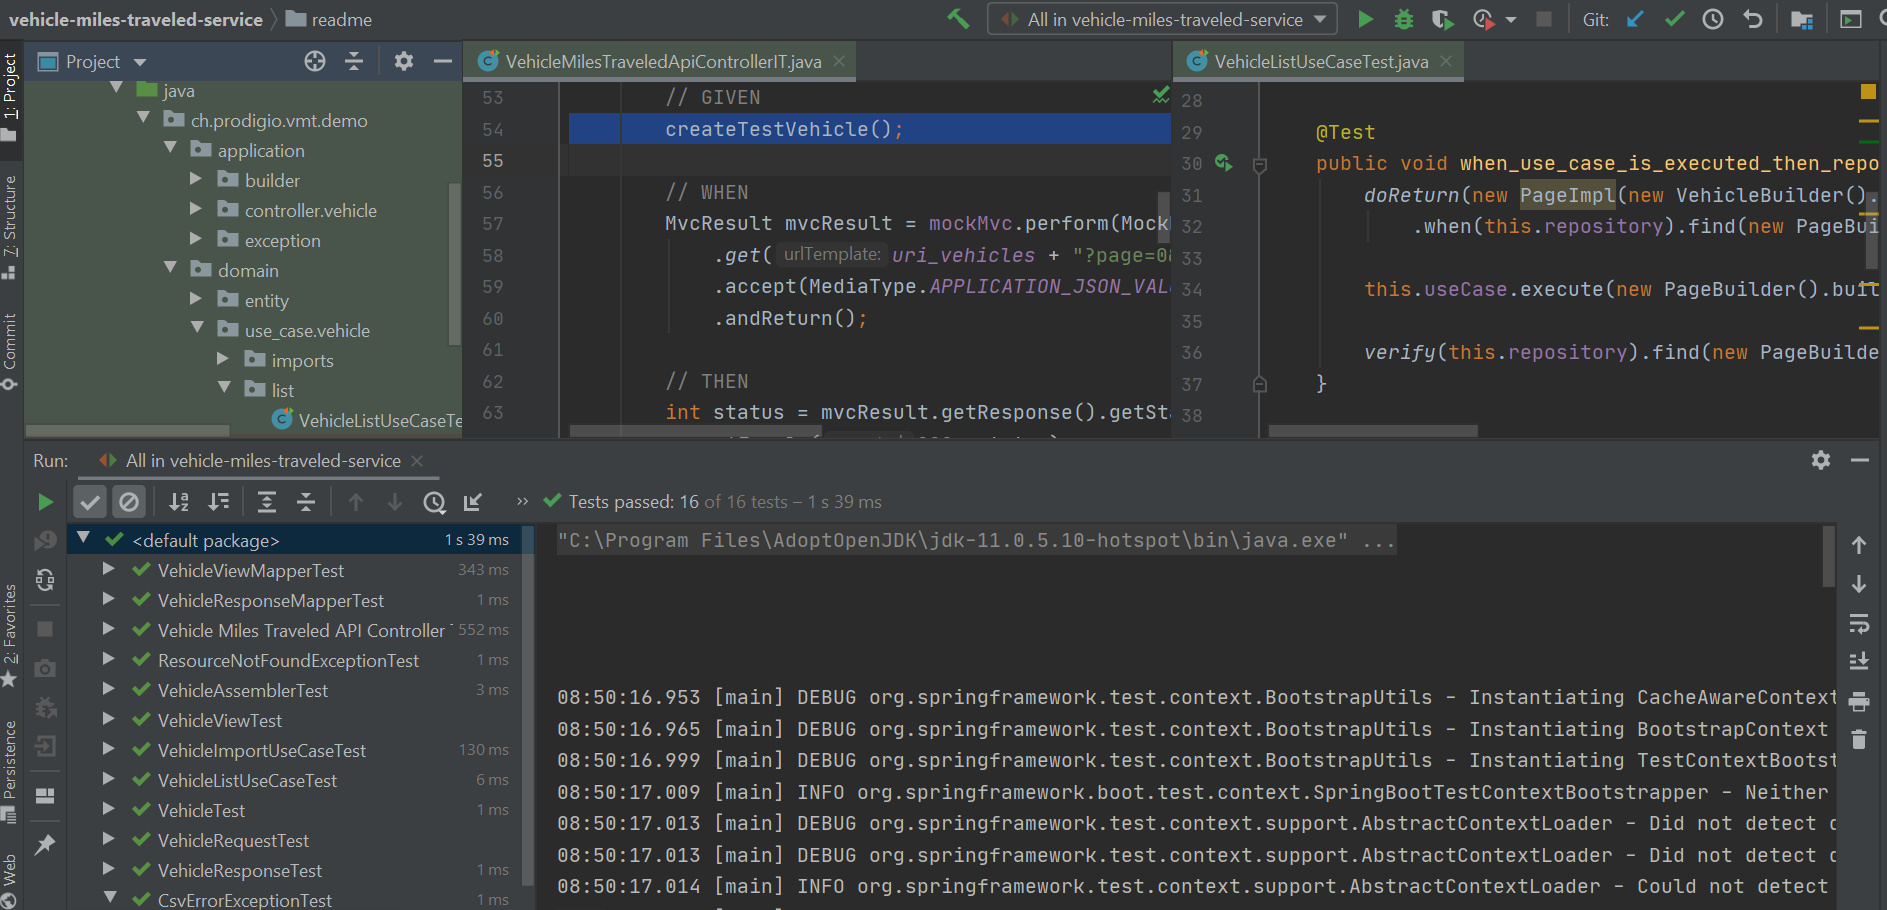 vehicle-miles-traveled-service
readme
All in vehicle-miles-traveled-service
Git:
1: Project
7: Structure
Commit
2: Favorites
Persistence
Web
Project
java
ch.prodigio.vmt.demo
application
builder
controller.vehicle
exception
domain
entity
use_case.vehicle
imports
list
VehicleListUseCaseTe
VehicleMilesTraveledApiControllerIT.java
53 // GIVEN
54 createTestVehicle();
55
56 // WHEN
57 MvcResult mvcResult = mockMvc.perform(Mock
58 .get( urlTemplate: uri_vehicles + "?page=0&
59 .accept(MediaType.APPLICATION_JSON_VAL
60 .andReturn();
61
62 // THEN
63 int status = mvcResult.getResponse().getSta
VehicleListUseCaseTest.java
28
29 @Test
30 public void when_use_case_is_executed_then_repo
31 doReturn(new PageImpl(new VehicleBuilder().
32 .when(this.repository).find(new PageBui
33
34 this.useCase.execute(new PageBuilder().buil
35
36 verify(this.repository).find(new PageBuilde
37 }
38
Run:
All in vehicle-miles-traveled-service
Tests passed: 16 of 16 tests – 1 s 39 ms
<default package> 1 s 39 ms
VehicleViewMapperTest 343 ms
VehicleResponseMapperTest 1 ms
Vehicle Miles Traveled API Controller 552 ms
ResourceNotFoundExceptionTest 1 ms
VehicleAssemblerTest 3 ms
VehicleViewTest
VehicleImportUseCaseTest 130 ms
VehicleListUseCaseTest 6 ms
VehicleTest 1 ms
VehicleRequestTest
VehicleResponseTest 1 ms
CsvErrorExceptionTest 1 ms
"C:\Program Files\AdoptOpenJDK\jdk-11.0.5.10-hotspot\bin\java.exe" ...
08:50:16.953 [main] DEBUG org.springframework.test.context.BootstrapUtils - Instantiating CacheAwareContext
08:50:16.965 [main] DEBUG org.springframework.test.context.BootstrapUtils - Instantiating BootstrapContext
08:50:16.999 [main] DEBUG org.springframework.test.context.BootstrapUtils - Instantiating TestContextBootst
08:50:17.009 [main] INFO org.springframework.boot.test.context.SpringBootTestContextBootstrapper - Neither
08:50:17.013 [main] DEBUG org.springframework.test.context.support.AbstractContextLoader - Did not detect
08:50:17.013 [main] DEBUG org.springframework.test.context.support.AbstractContextLoader - Did not detect
08:50:17.014 [main] INFO org.springframework.test.context.support.AbstractContextLoader - Could not detect